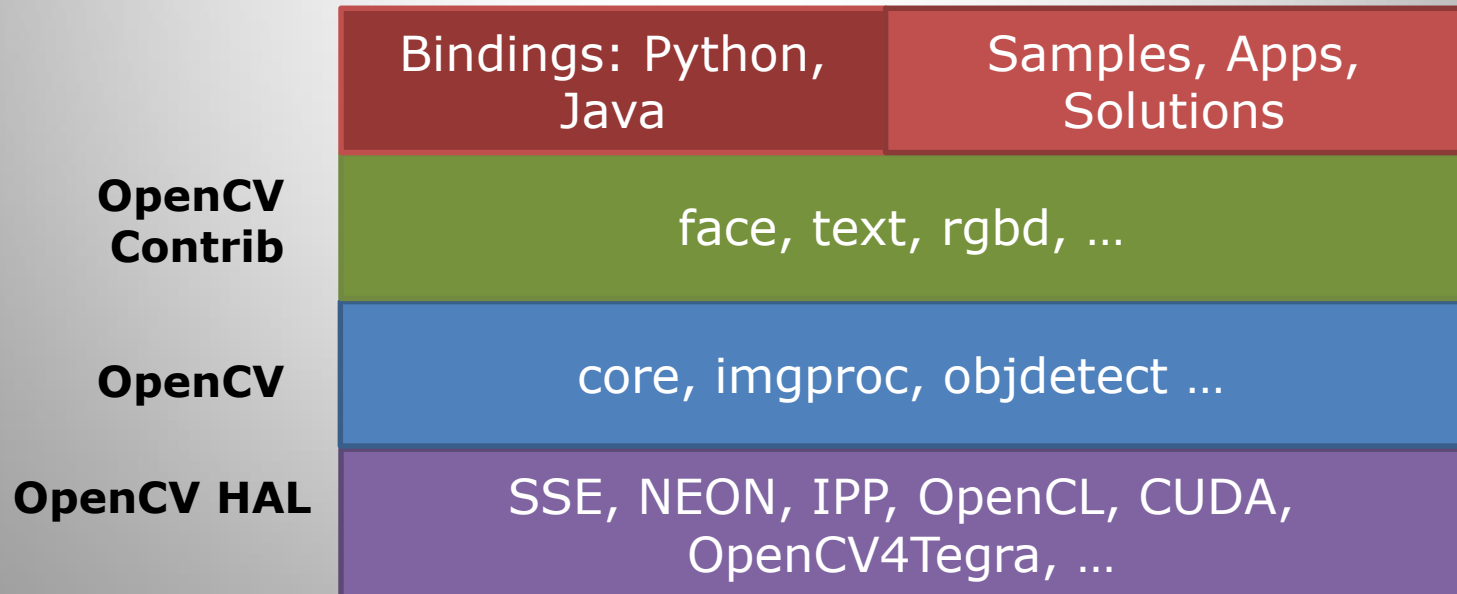 Bindings: Python,
Java
Samples, Apps,
Solutions
OpenCV
Contrib
face, text, rgbd, …
OpenCV
core, imgproc, objdetect …
OpenCV HAL
SSE, NEON, IPP, OpenCL, CUDA,
OpenCV4Tegra, …